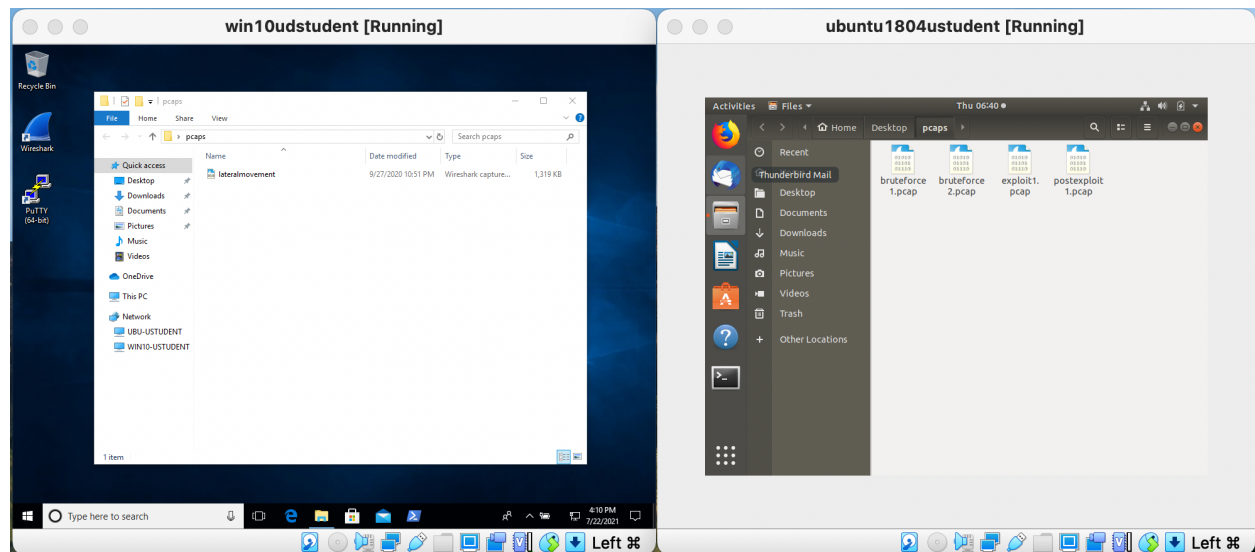 win10udstudent [Running]
Recycle Bin
Wireshark
PuTTY
(64-bit)
pcaps
File Home Share View
pcaps
Search pcaps
Name Date modified Type Size
Quick access
Desktop
Downloads
Documents
Pictures
Music
Videos
OneDrive
This PC
Network
UBU-USTUDENT
WIN10-USTUDENT
lateralmovement 9/27/2020 10:51 PM Wireshark capture... 1,319 KB
1 item
Type here to search
4:10 PM
7/22/2021
Left ⌘
ubuntu1804ustudent [Running]
Activities Files Thu 06:40
Home Desktop pcaps
Recent
Thunderbird Mail
Desktop
Documents
Downloads
Music
Pictures
Videos
Trash
Other Locations
bruteforce
1.pcap
bruteforce
2.pcap
exploit1.
pcap
postexploit
1.pcap
Left ⌘